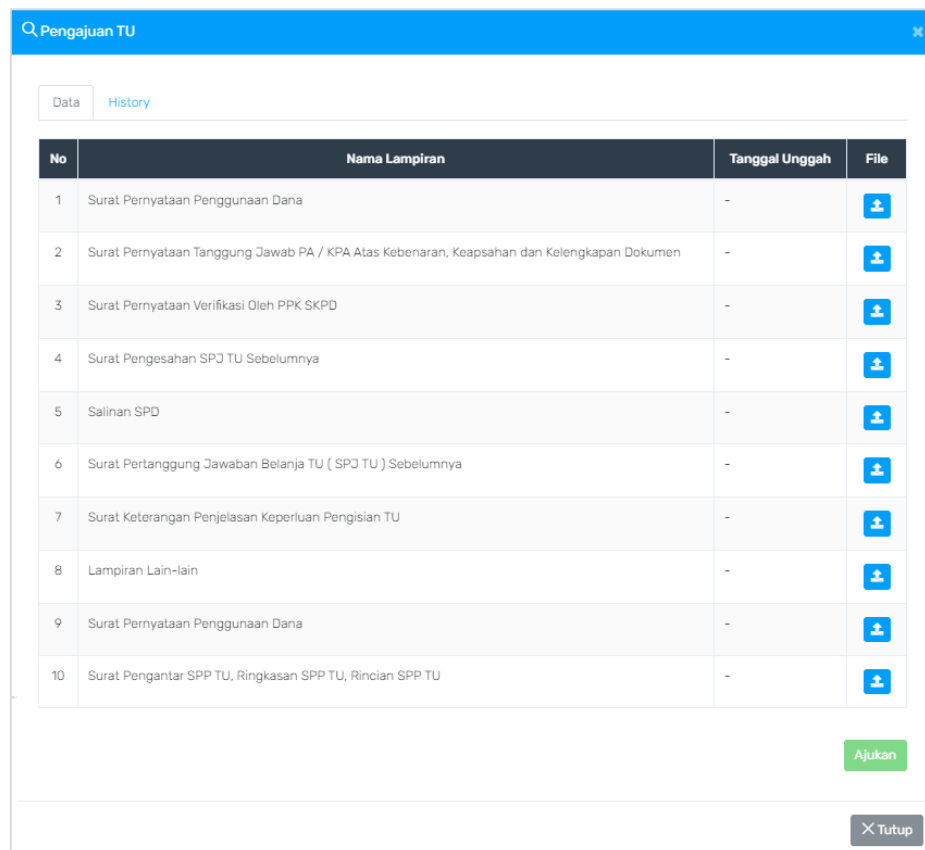 Pengajuan TU
Data History
No Nama Lampiran Tanggal Unggah File
1 Surat Pernyataan Penggunaan Dana -
2 Surat Pernyataan Tanggung Jawab PA / KPA Atas Kebenaran, Keapsahan dan Kelengkapan Dokumen -
3 Surat Pernyataan Verifikasi Oleh PPK SKPD -
4 Surat Pengesahan SPJ TU Sebelumnya -
5 Salinan SPD -
6 Surat Pertanggung Jawaban Belanja TU ( SPJ TU ) Sebelumnya -
7 Surat Keterangan Penjelasan Keperluan Pengisian TU -
8 Lampiran Lain-lain -
9 Surat Pernyataan Penggunaan Dana -
10 Surat Pengantar SPP TU, Ringkasan SPP TU, Rincian SPP TU -
Ajukan
Tutup